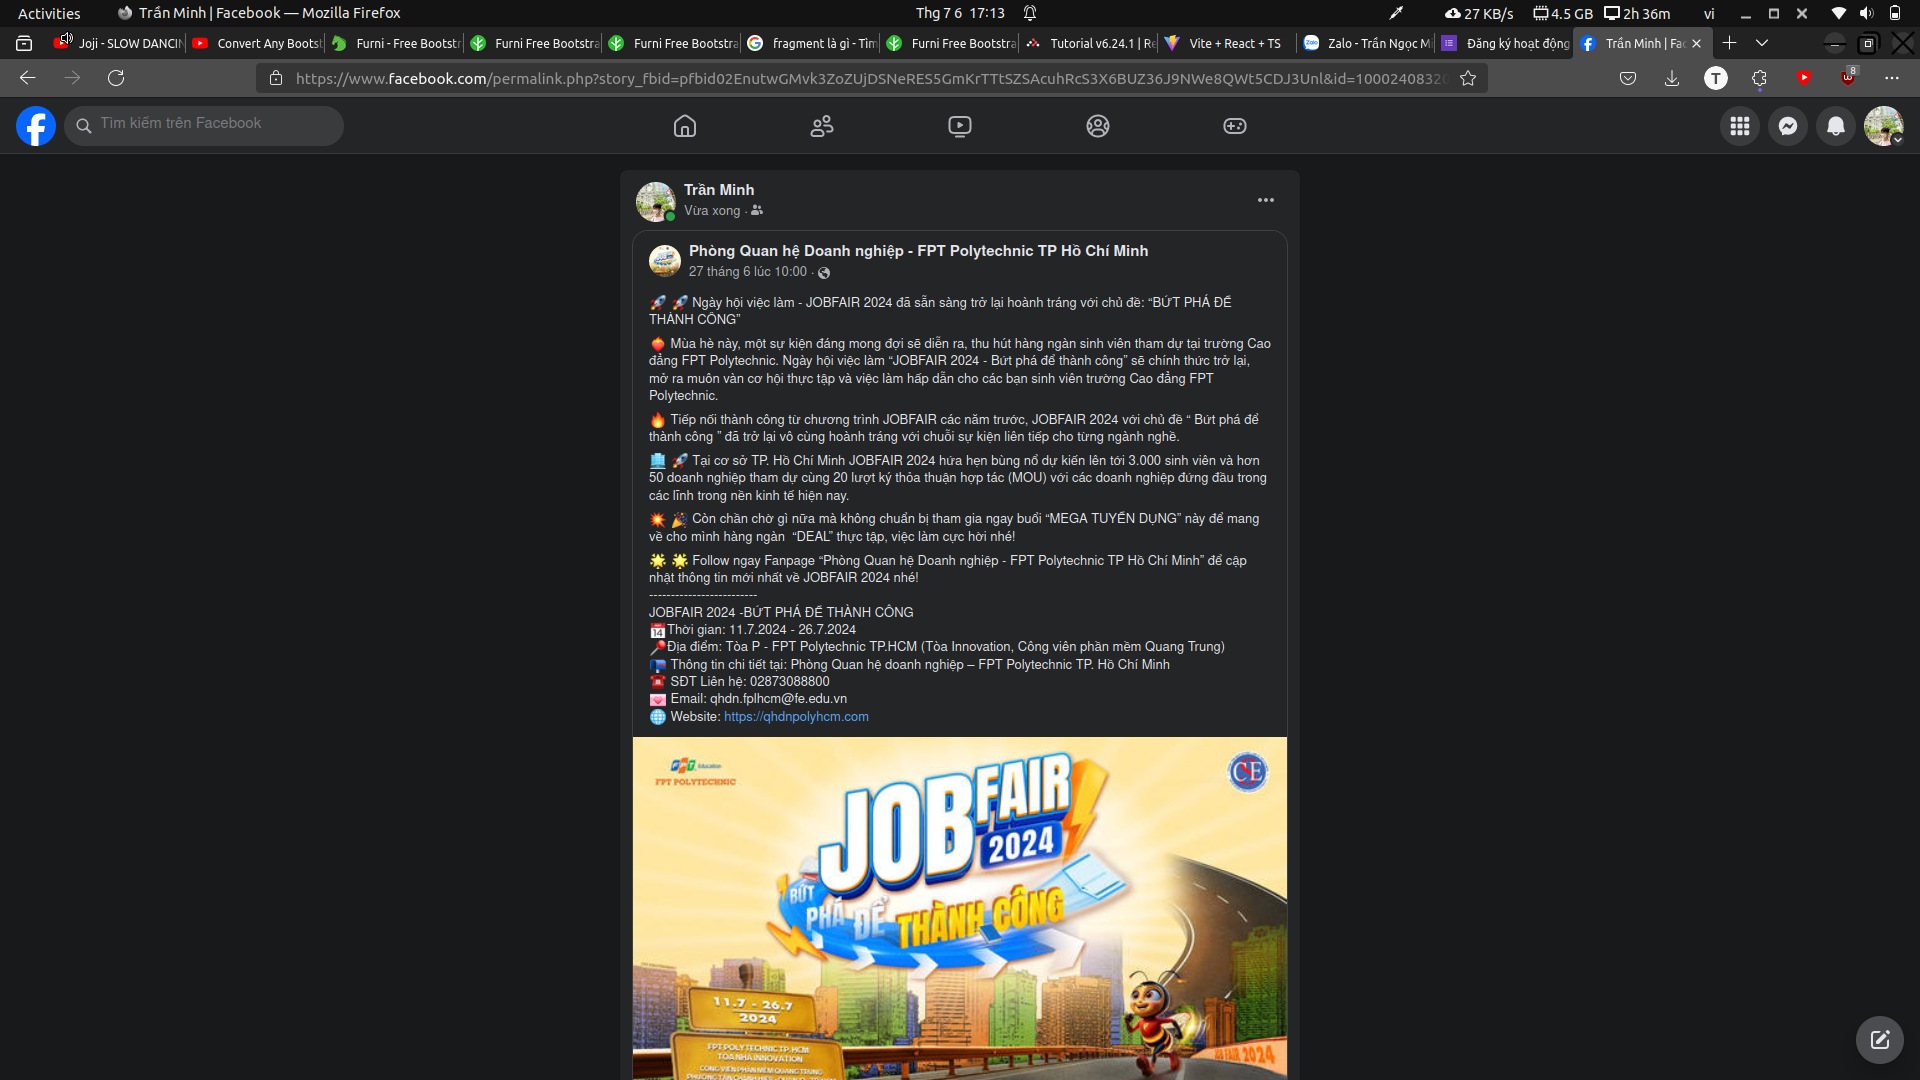 Activities
Trần Minh | Facebook — Mozilla Firefox
Thg 7 6 17:13
27 KB/s
4.5 GB
2h 36m
vi
Joji - SLOW DANCIN
Convert Any Bootst
Furni - Free Bootstr
Furni Free Bootstra
Furni Free Bootstra
fragment là gì - Tìm
Furni Free Bootstra
Tutorial v6.24.1 | Re
Vite + React + TS
Zalo - Trần Ngọc Mi
Đăng ký hoạt động
Trần Minh | Fac
https://www.facebook.com/permalink.php?story_fbid=pfbid02EnutwGMvk3ZoZUjDSNeRES5GmKrTTtSZSAcuhRcS3X6BUZ36J9NWe8QWt5CDJ3Unl&id=1000240832
T
8
Tìm kiếm trên Facebook
Trần Minh
Vừa xong ·
Phòng Quan hệ Doanh nghiệp - FPT Polytechnic TP Hồ Chí Minh
27 tháng 6 lúc 10:00 ·
🚀 🚀 Ngày hội việc làm - JOBFAIR 2024 đã sẵn sàng trở lại hoành tráng với chủ đề: “BỨT PHÁ ĐỂ
THÀNH CÔNG”
🍎 Mùa hè này, một sự kiện đáng mong đợi sẽ diễn ra, thu hút hàng ngàn sinh viên tham dự tại trường Cao
đẳng FPT Polytechnic. Ngày hội việc làm “JOBFAIR 2024 - Bứt phá để thành công” sẽ chính thức trở lại,
mở ra muôn vàn cơ hội thực tập và việc làm hấp dẫn cho các bạn sinh viên trường Cao đẳng FPT
Polytechnic.
🔥 Tiếp nối thành công từ chương trình JOBFAIR các năm trước, JOBFAIR 2024 với chủ đề “ Bứt phá để
thành công ” đã trở lại vô cùng hoành tráng với chuỗi sự kiện liên tiếp cho từng ngành nghề.
🏢 🚀 Tại cơ sở TP. Hồ Chí Minh JOBFAIR 2024 hứa hẹn bùng nổ dự kiến lên tới 3.000 sinh viên và hơn
50 doanh nghiệp tham dự cùng 20 lượt ký thỏa thuận hợp tác (MOU) với các doanh nghiệp đứng đầu trong
các lĩnh trong nền kinh tế hiện nay.
💥 🎉 Còn chần chờ gì nữa mà không chuẩn bị tham gia ngay buổi “MEGA TUYỂN DỤNG” này để mang
về cho mình hàng ngàn “DEAL” thực tập, việc làm cực hời nhé!
🌟 🌟 Follow ngay Fanpage “Phòng Quan hệ Doanh nghiệp - FPT Polytechnic TP Hồ Chí Minh” để cập
nhật thông tin mới nhất về JOBFAIR 2024 nhé!
-------------------------
JOBFAIR 2024 -BỨT PHÁ ĐỂ THÀNH CÔNG
📅Thời gian: 11.7.2024 - 26.7.2024
📍Địa điểm: Tòa P - FPT Polytechnic TP.HCM (Tòa Innovation, Công viên phần mềm Quang Trung)
📪 Thông tin chi tiết tại: Phòng Quan hệ doanh nghiệp – FPT Polytechnic TP. Hồ Chí Minh
☎️ SĐT Liên hệ: 02873088800
💌 Email: qhdn.fplhcm@fe.edu.vn
🌐 Website: https://qhdnpolyhcm.com
FPT Education
FPT POLYTECHNIC
CSE
JOB FAIR
2024
BỨT
PHÁ ĐỂ THÀNH CÔNG
11.7 - 26.7
2024
FPT POLYTECHNIC TP. HCM
TÒA NHÀ INNOVATION
CÔNG VIÊN PHẦN MỀM QUANG TRUNG
JOB FAIR 2024